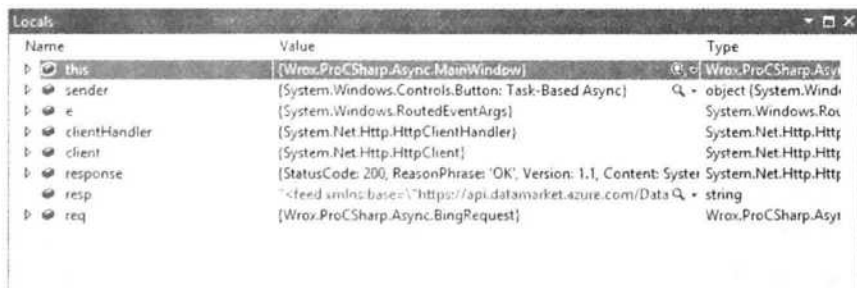 Locals
Name Value Type
this {Wrox.ProCSharp.Async.MainWindow} Wrox.ProCSharp.Asyn
sender {System.Windows.Controls.Button: Task-Based Async} object {System.Wind
e {System.Windows.RoutedEventArgs} System.Windows.Rou
clientHandler {System.Net.Http.HttpClientHandler} System.Net.Http.Http
client {System.Net.Http.HttpClient} System.Net.Http.Http
response {StatusCode: 200, ReasonPhrase: 'OK', Version: 1.1, Content: System System.Net.Http.Http
resp "<feed xmlns:base=\"https://api.datamarket.azure.com/Data string
req {Wrox.ProCSharp.Async.BingRequest} Wrox.ProCSharp.Asyn